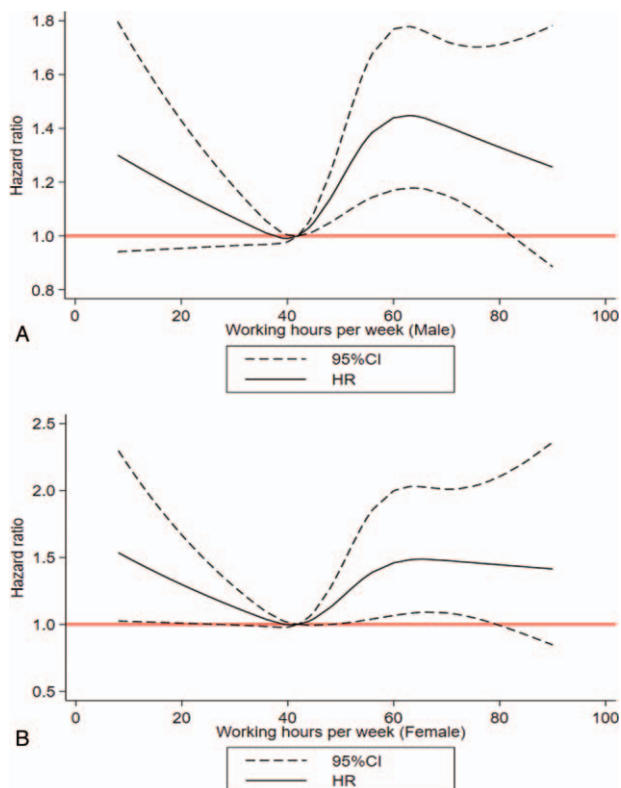 1.8
1.6
1.4
1.2
1.0
0.8
Hazard ratio
0 20 40 60 80 100
Working hours per week (Male)
A
95%CI
HR
2.5
2.0
1.5
1.0
0.5
Hazard ratio
0 20 40 60 80 100
Working hours per week (Female)
B
95%CI
HR